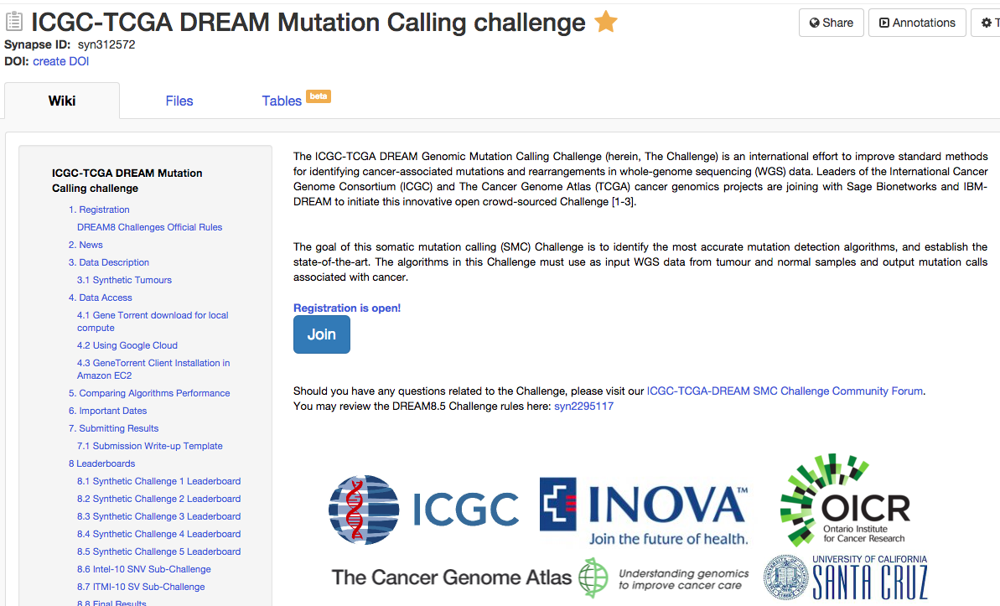 ICGC-TCGA DREAM Mutation Calling challenge
Share
Annotations
T
Synapse ID: syn312572
DOI: create DOI
Wiki
Files
Tables beta
ICGC-TCGA DREAM Mutation
Calling challenge
1. Registration
DREAM8 Challenges Official Rules
2. News
3. Data Description
3.1 Synthetic Tumours
4. Data Access
4.1 Gene Torrent download for local
compute
4.2 Using Google Cloud
4.3 GeneTorrent Client Installation in
Amazon EC2
5. Comparing Algorithms Performance
6. Important Dates
7. Submitting Results
7.1 Submission Write-up Template
8 Leaderboards
8.1 Synthetic Challenge 1 Leaderboard
8.2 Synthetic Challenge 2 Leaderboard
8.3 Synthetic Challenge 3 Leaderboard
8.4 Synthetic Challenge 4 Leaderboard
8.5 Synthetic Challenge 5 Leaderboard
8.6 Intel-10 SNV Sub-Challenge
8.7 ITMI-10 SV Sub-Challenge
8.8 Final Results
The ICGC-TCGA DREAM Genomic Mutation Calling Challenge (herein, The Challenge) is an international effort to improve standard methods
for identifying cancer-associated mutations and rearrangements in whole-genome sequencing (WGS) data. Leaders of the International Cancer
Genome Consortium (ICGC) and The Cancer Genome Atlas (TCGA) cancer genomics projects are joining with Sage Bionetworks and IBM-
DREAM to initiate this innovative open crowd-sourced Challenge [1-3].
The goal of this somatic mutation calling (SMC) Challenge is to identify the most accurate mutation detection algorithms, and establish the
state-of-the-art. The algorithms in this Challenge must use as input WGS data from tumour and normal samples and output mutation calls
associated with cancer.
Registration is open!
Join
Should you have any questions related to the Challenge, please visit our ICGC-TCGA-DREAM SMC Challenge Community Forum.
You may review the DREAM8.5 Challenge rules here: syn2295117
ICGC
INOVA™
Join the future of health.
OICR
Ontario Institute
for Cancer Research
The Cancer Genome Atlas
Understanding genomics
to improve cancer care
UNIVERSITY OF CALIFORNIA
SANTA CRUZ